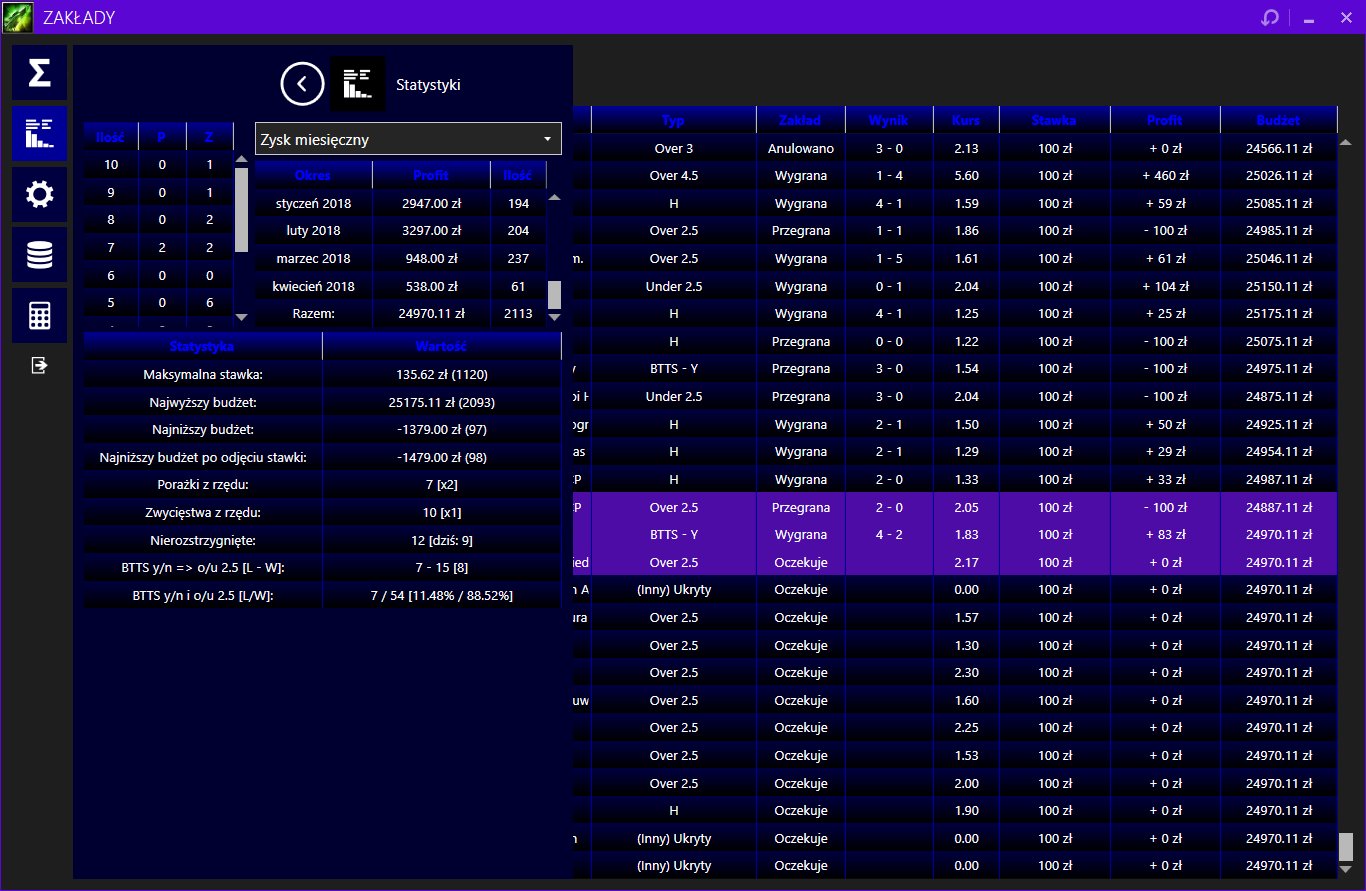 ZAKŁADY
Statystyki
Ilość P Z
10 0 1
9 0 1
8 0 2
7 2 2
6 0 0
5 0 6
Zysk miesięczny
Okres Profit Ilość
styczeń 2018 2947.00 zł 194
luty 2018 3297.00 zł 204
marzec 2018 948.00 zł 237
kwiecień 2018 538.00 zł 61
Razem: 24970.11 zł 2113
Statystyka Wartość
Maksymalna stawka: 135.62 zł (1120)
Najwyższy budżet: 25175.11 zł (2093)
Najniższy budżet: -1379.00 zł (97)
Najniższy budżet po odjęciu stawki: -1479.00 zł (98)
Porażki z rzędu: 7 [x2]
Zwycięstwa z rzędu: 10 [x1]
Nierozstrzygnięte: 12 [dziś: 9]
BTTS y/n => o/u 2.5 [L - W]: 7 - 15 [8]
BTTS y/n i o/u 2.5 [L/W]: 7 / 54 [11.48% / 88.52%]
Typ Zakład Wynik Kurs Stawka Profit Budżet
Over 3 Anulowano 3 - 0 2.13 100 zł + 0 zł 24566.11 zł
Over 4.5 Wygrana 1 - 4 5.60 100 zł + 460 zł 25026.11 zł
H Wygrana 4 - 1 1.59 100 zł + 59 zł 25085.11 zł
Over 2.5 Przegrana 1 - 1 1.86 100 zł - 100 zł 24985.11 zł
m. Over 2.5 Wygrana 1 - 5 1.61 100 zł + 61 zł 25046.11 zł
Under 2.5 Wygrana 0 - 1 2.04 100 zł + 104 zł 25150.11 zł
H Wygrana 4 - 1 1.25 100 zł + 25 zł 25175.11 zł
H Przegrana 0 - 0 1.22 100 zł - 100 zł 25075.11 zł
BTTS - Y Przegrana 3 - 0 1.54 100 zł - 100 zł 24975.11 zł
Under 2.5 Przegrana 3 - 0 2.04 100 zł - 100 zł 24875.11 zł
ogr H Wygrana 2 - 1 1.50 100 zł + 50 zł 24925.11 zł
as H Wygrana 2 - 1 1.29 100 zł + 29 zł 24954.11 zł
H Wygrana 2 - 0 1.33 100 zł + 33 zł 24987.11 zł
Over 2.5 Przegrana 2 - 0 2.05 100 zł - 100 zł 24887.11 zł
BTTS - Y Wygrana 4 - 2 1.83 100 zł + 83 zł 24970.11 zł
ied Over 2.5 Oczekuje 2.17 100 zł + 0 zł 24970.11 zł
(Inny) Ukryty Oczekuje 0.00 100 zł + 0 zł 24970.11 zł
ura Over 2.5 Oczekuje 1.57 100 zł + 0 zł 24970.11 zł
Over 2.5 Oczekuje 1.30 100 zł + 0 zł 24970.11 zł
Over 2.5 Oczekuje 2.30 100 zł + 0 zł 24970.11 zł
uw Over 2.5 Oczekuje 1.60 100 zł + 0 zł 24970.11 zł
Over 2.5 Oczekuje 2.25 100 zł + 0 zł 24970.11 zł
Over 2.5 Oczekuje 1.53 100 zł + 0 zł 24970.11 zł
Over 2.5 Oczekuje 2.00 100 zł + 0 zł 24970.11 zł
H Oczekuje 1.90 100 zł + 0 zł 24970.11 zł
(Inny) Ukryty Oczekuje 0.00 100 zł + 0 zł 24970.11 zł
(Inny) Ukryty Oczekuje 0.00 100 zł + 0 zł 24970.11 zł